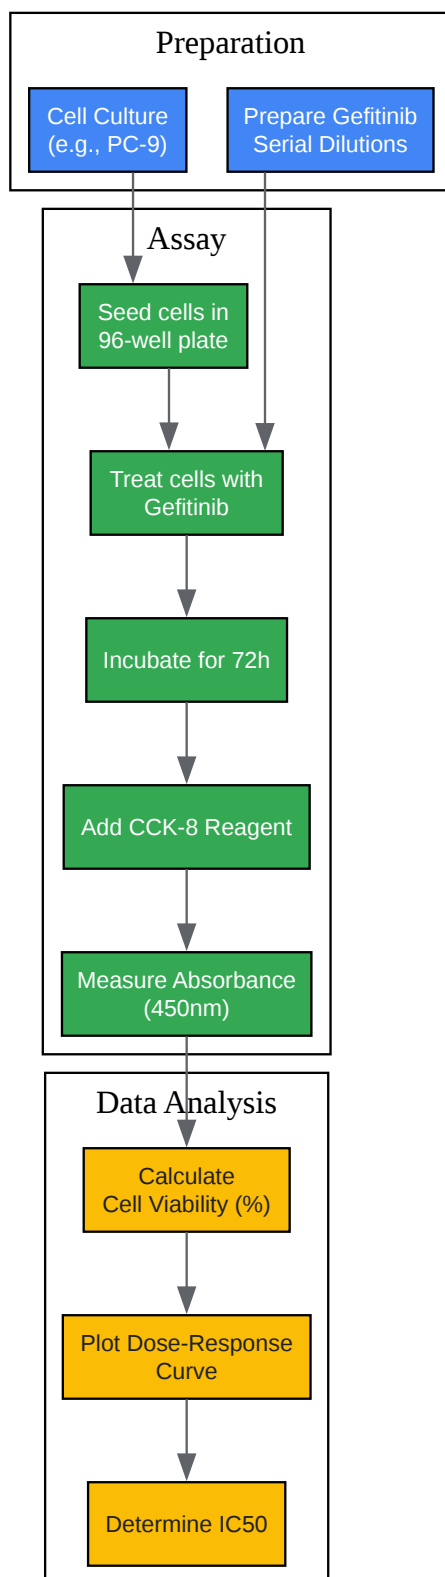 Preparation
Cell Culture
(e.g., PC-9)
Prepare Gefitinib
Serial Dilutions
Assay
Seed cells in
96-well plate
Treat cells with
Gefitinib
Incubate for 72h
Add CCK-8 Reagent
Measure Absorbance
(450nm)
Data Analysis
Calculate
Cell Viability (%)
Plot Dose-Response
Curve
Determine IC50